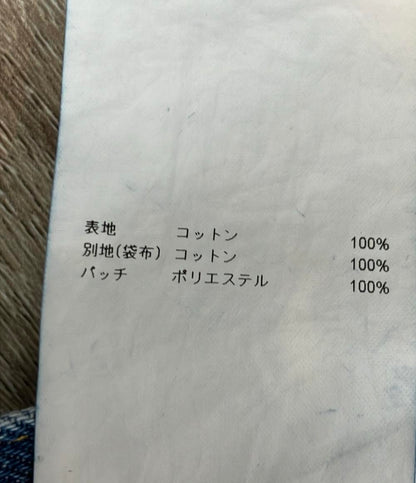 表地 コットン 100%
別地(袋布) コットン 100%
パッチ ポリエステル 100%